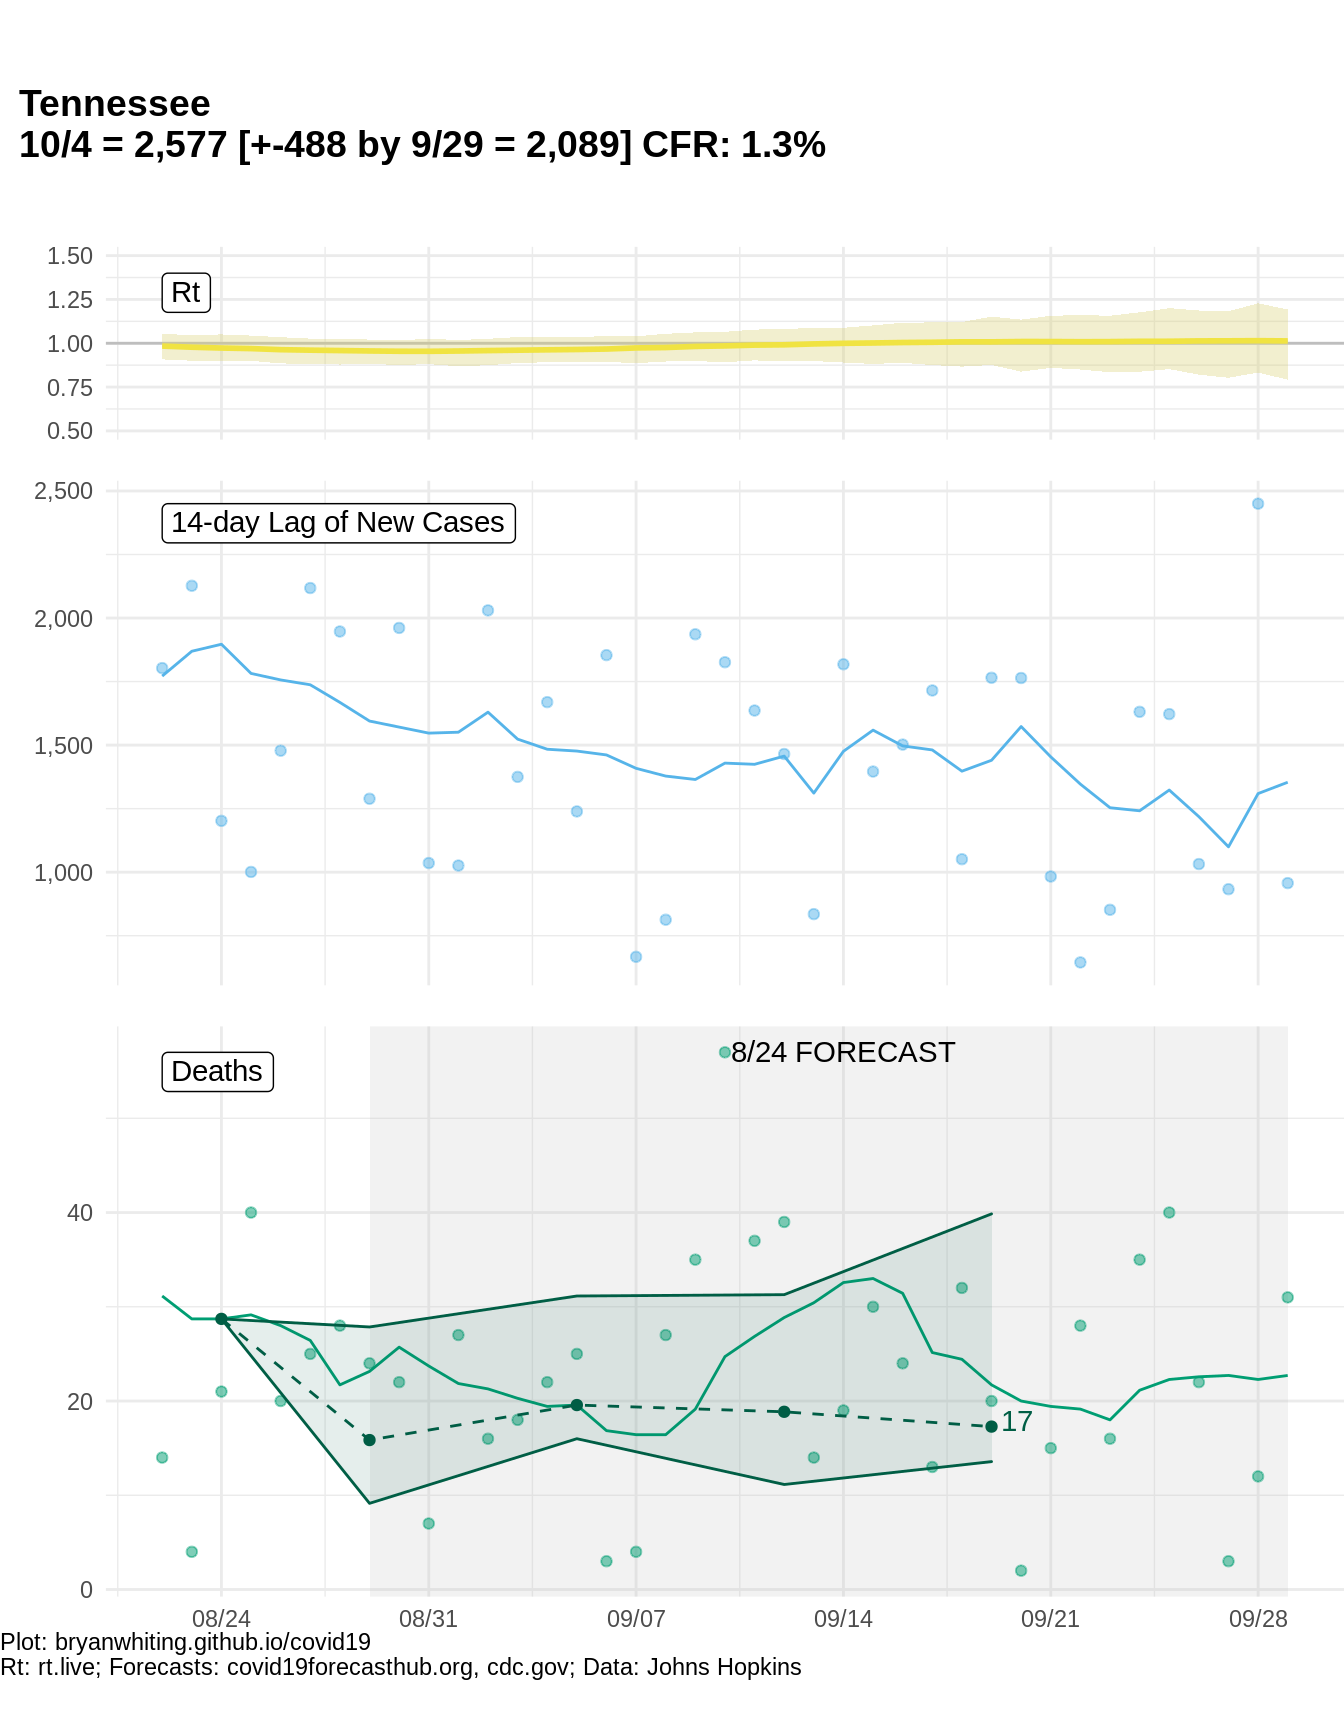 Tennessee
10/4 = 2,577 [+-488 by 9/29 = 2,089] CFR: 1.3%
1.50
Rt
1.25
1.00
0.75
0.50
2,500
14-day Lag of New Cases
2,000
1,500
1,000
8/24 FORECAST
Deaths
40
20
17
0
08/24 08/31 09/07 09/14 09/21 09/28
Plot: bryanwhiting.github.io/covid19
Rt: rt.live; Forecasts: covid19forecasthub.org, cdc.gov; Data: Johns Hopkins